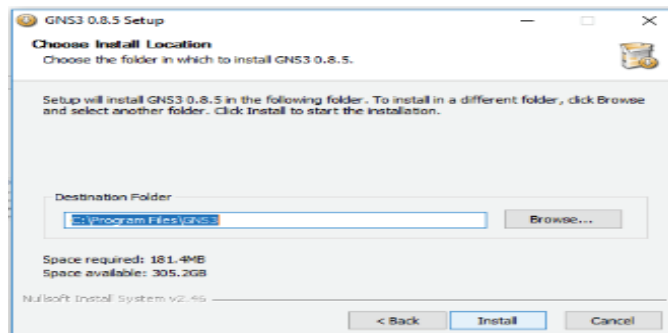 GNS3 0.8.5 Setup
Choose Install Location
Choose the folder in which to install GNS3 0.8.5.
Setup will install GNS3 0.8.5 in the following folder. To install in a different folder, click Browse
and select another folder. Click Install to start the installation.
Destination Folder
C:\Program Files\GNS3
Browse...
Space required: 181.4MB
Space available: 305.2GB
Nullsoft Install System v2.46
< Back
Install
Cancel